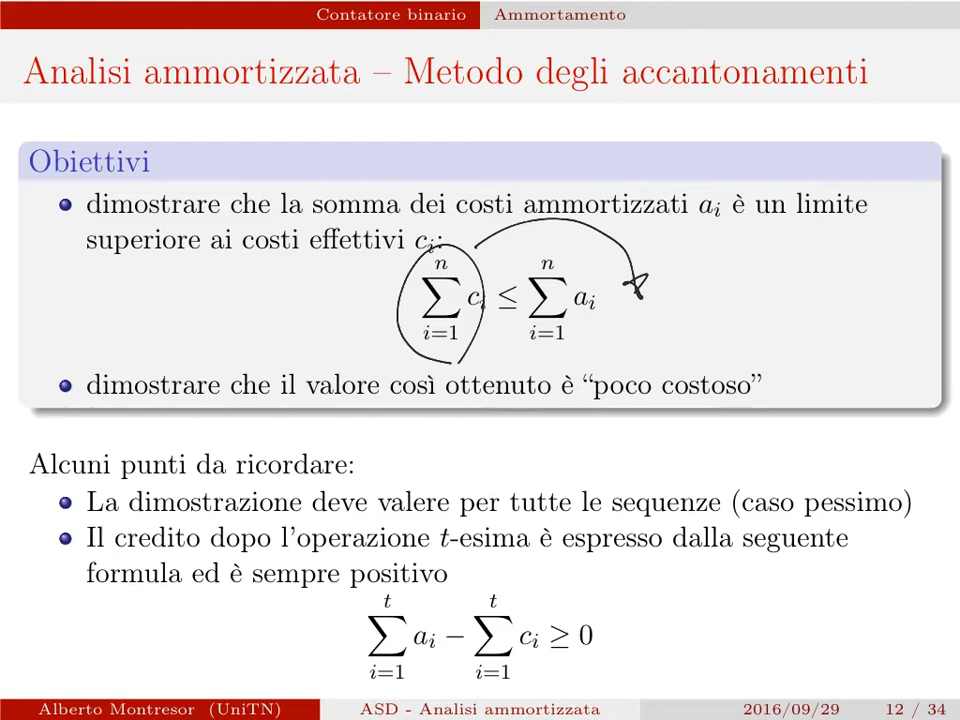 Contatore binario Ammortamento
Analisi ammortizzata – Metodo degli accantonamenti
Obiettivi
dimostrare che la somma dei costi ammortizzati a_i è un limite
superiore ai costi effettivi c_i:
\sum_{i=1}^{n} c_i ≤ \sum_{i=1}^{n} a_i
dimostrare che il valore così ottenuto è “poco costoso”
Alcuni punti da ricordare:
La dimostrazione deve valere per tutte le sequenze (caso pessimo)
Il credito dopo l’operazione t-esima è espresso dalla seguente
formula ed è sempre positivo
\sum_{i=1}^{t} a_i − \sum_{i=1}^{t} c_i ≥ 0
Alberto Montresor (UniTN) ASD - Analisi ammortizzata 2016/09/29 12 / 34